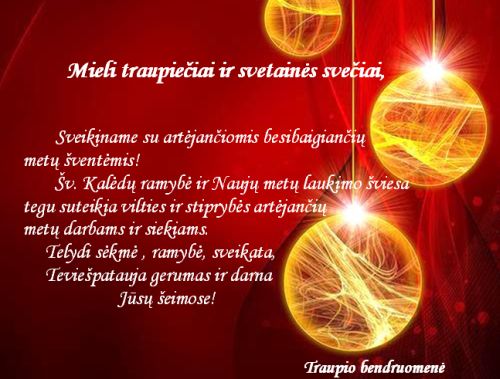 Mieli traupiečiai ir svetainės svečiai,
Sveikiname su artėjančiomis besibaigiančių
metų šventėmis!
Šv. Kalėdų ramybė ir Naujų metų laukimo šviesa
tegu suteikia vilties ir stiprybės artėjančių
metų darbams ir siekiams.
Telydi sėkmė , ramybė, sveikata,
Teviešpatauja gerumas ir darna
Jūsų šeimose!
Traupio bendruomenė